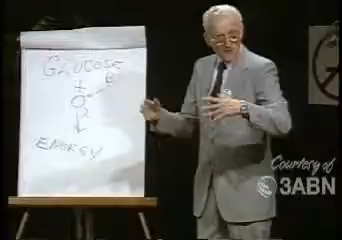 GLUCOSE
+ B
O2
ENERGY
Courtesy of
3ABN